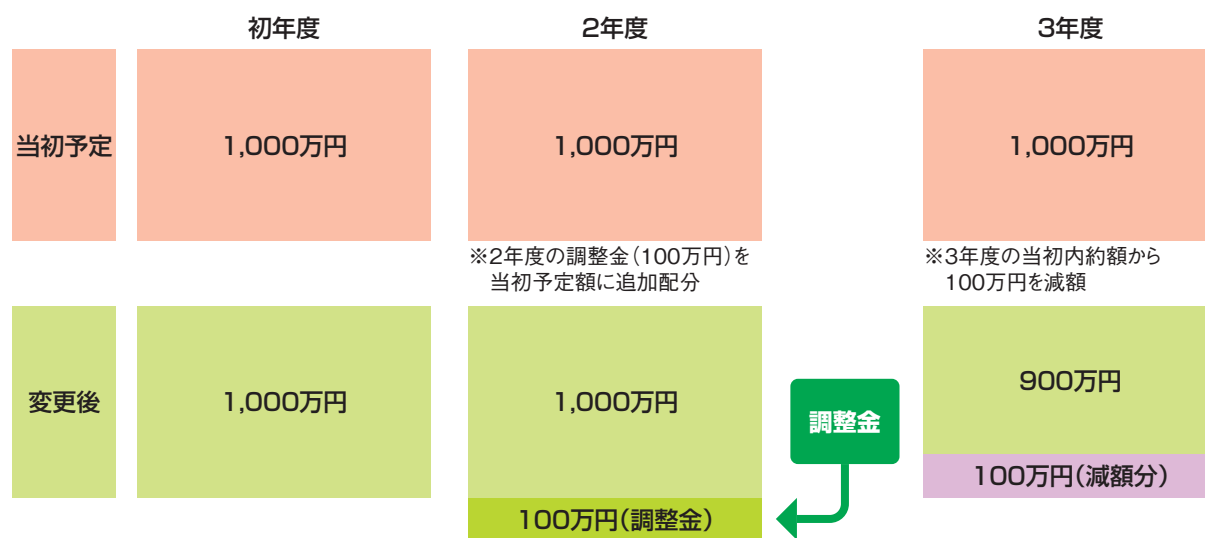 初年度
2年度
3年度
当初予定
1,000万円
1,000万円
1,000万円
※2年度の調整金（100万円）を
当初予定額に追加配分
※3年度の当初内約額から
100万円を減額
変更後
1,000万円
1,000万円
調整金
900万円
100万円（減額分）
100万円（調整金）